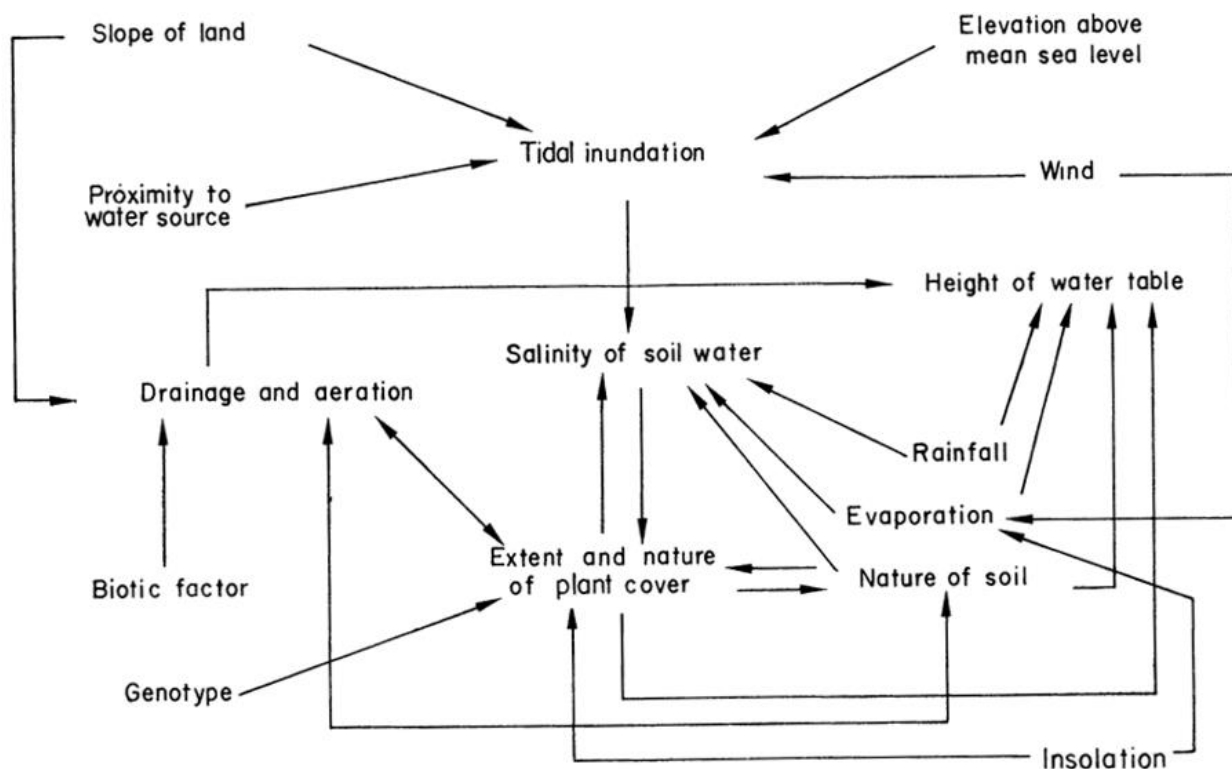 Slope of land
Elevation above
mean sea level
Tidal inundation
Wind
Proximity to
water source
Height of water table
Salinity of soil water
Drainage and aeration
Rainfall
Evaporation
Extent and nature
of plant cover
Nature of soil
Biotic factor
Genotype
Insolation